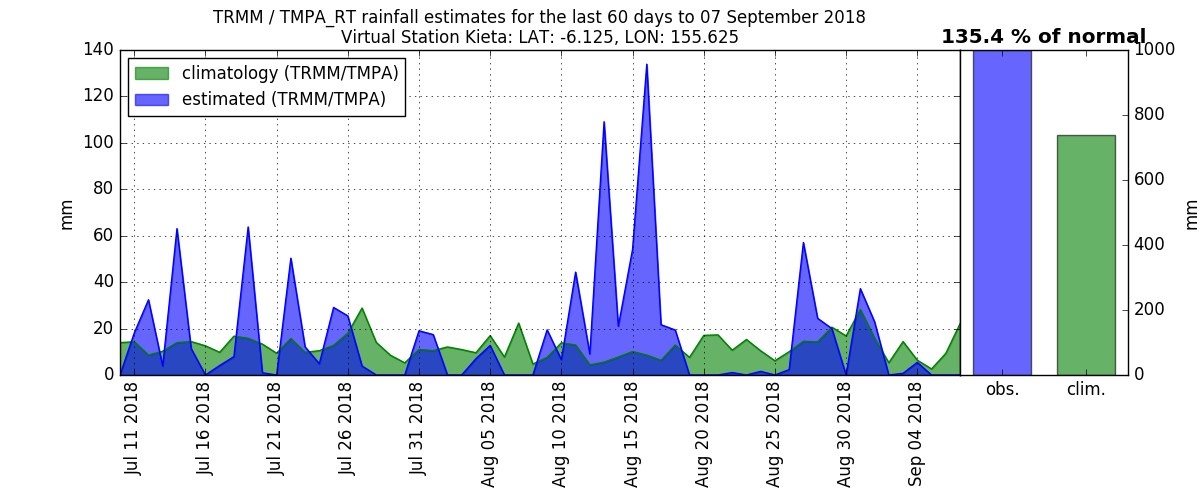 TRMM / TMPA_RT rainfall estimates for the last 60 days to 07 September 2018
Virtual Station Kieta: LAT: -6.125, LON: 155.625
135.4 % of normal
climatology (TRMM/TMPA)
estimated (TRMM/TMPA)
mm
140
120
100
80
60
40
20
0
Jul 11 2018
Jul 16 2018
Jul 21 2018
Jul 26 2018
Jul 31 2018
Aug 05 2018
Aug 10 2018
Aug 15 2018
Aug 20 2018
Aug 25 2018
Aug 30 2018
Sep 04 2018
obs.
clim.
1000
800
600
400
200
0
mm